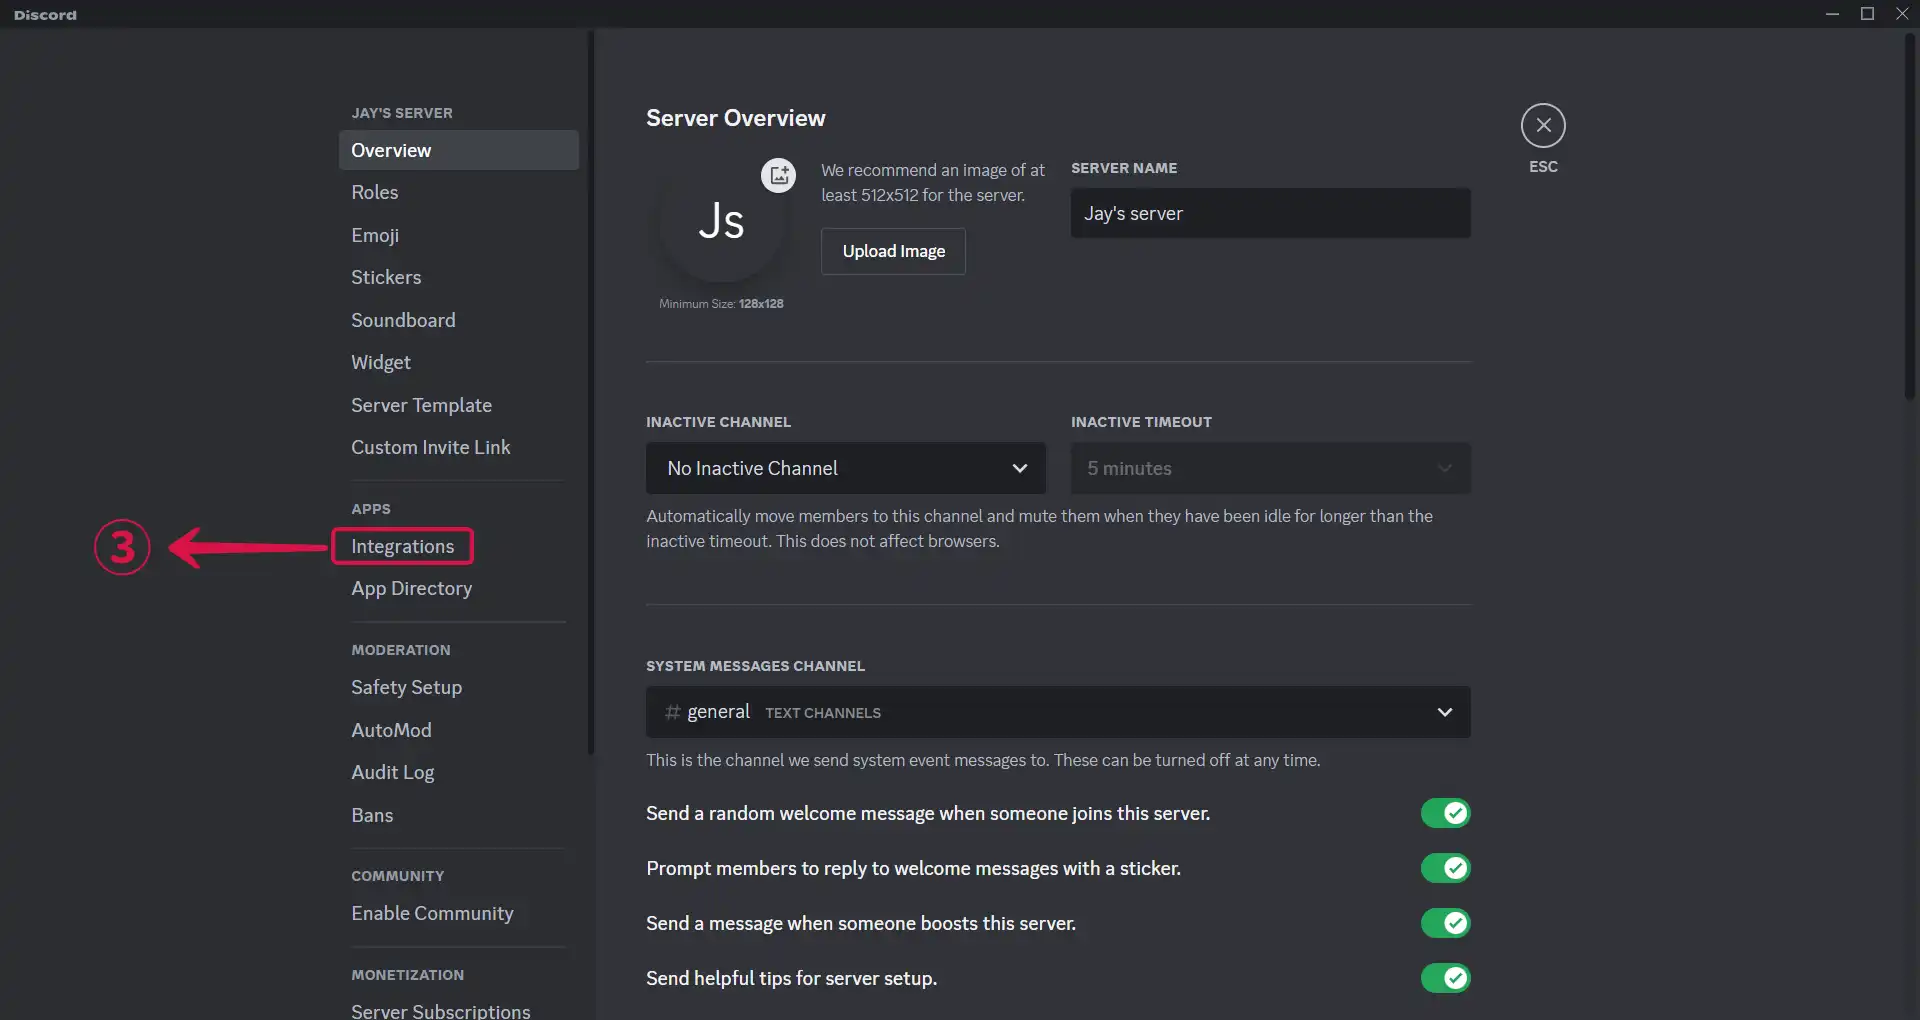 Discord
JAY'S SERVER
Overview
Roles
Emoji
Stickers
Soundboard
Widget
Server Template
Custom Invite Link
APPS
3
Integrations
App Directory
MODERATION
Safety Setup
AutoMod
Audit Log
Bans
COMMUNITY
Enable Community
MONETIZATION
Server Subscriptions
Server Overview
Js
Minimum Size: 128x128
We recommend an image of at
least 512x512 for the server.
Upload Image
SERVER NAME
Jay's server
ESC
INACTIVE CHANNEL
No Inactive Channel
INACTIVE TIMEOUT
5 minutes
Automatically move members to this channel and mute them when they have been idle for longer than the
inactive timeout. This does not affect browsers.
SYSTEM MESSAGES CHANNEL
# general TEXT CHANNELS
This is the channel we send system event messages to. These can be turned off at any time.
Send a random welcome message when someone joins this server.
Prompt members to reply to welcome messages with a sticker.
Send a message when someone boosts this server.
Send helpful tips for server setup.